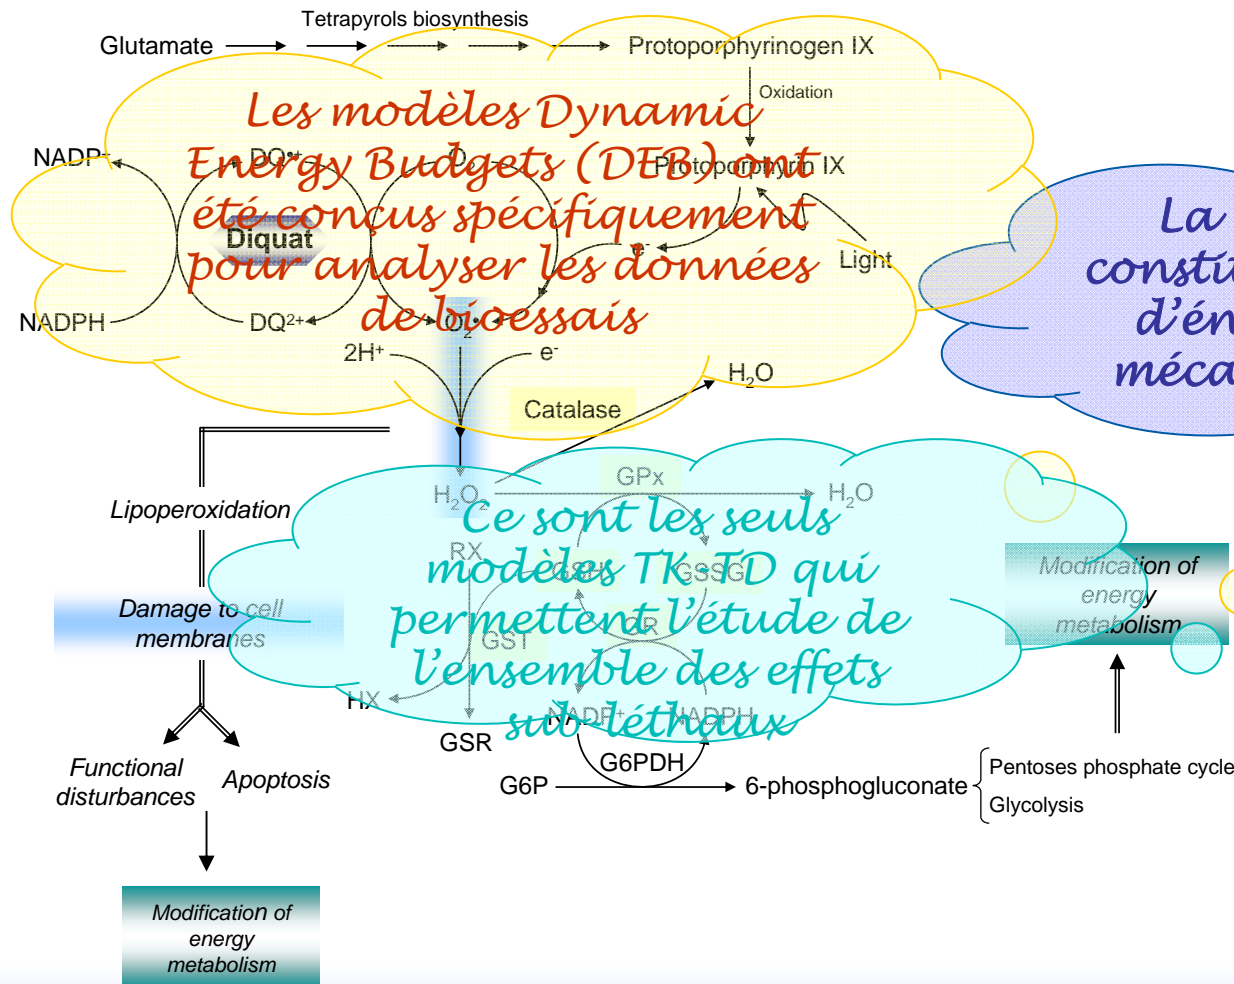 Tetrapyrols biosynthesis
Glutamate
Protoporphyrinogen IX
Oxidation
Les modèles Dynamic
Energy Budgets (DEB) ont
été conçus spécifiquement
pour analyser les données
de bioessais
NADP⁺
DQ•⁺
O₂
Protoporphyrin IX
Diquat
e⁻
Light
NADPH
DQ²⁺
O₂•⁻
2H⁺
e⁻
H₂O
Catalase
La
d'én
méca
GPx
H₂O₂
H₂O
Lipoperoxidation
Ce sont les seuls
modèles TK-TD qui
permettent l'étude de
l'ensemble des effets
sub-léthaux
RX
GSH
GSSG
GR
GST
Damage to cell
membranes
Modification of
energy
metabolism
HX
NADP⁺
NADPH
GSR
G6PDH
G6P
6-phosphogluconate
Pentoses phosphate cycle
Glycolysis
Functional
disturbances
Apoptosis
Modification of
energy
metabolism